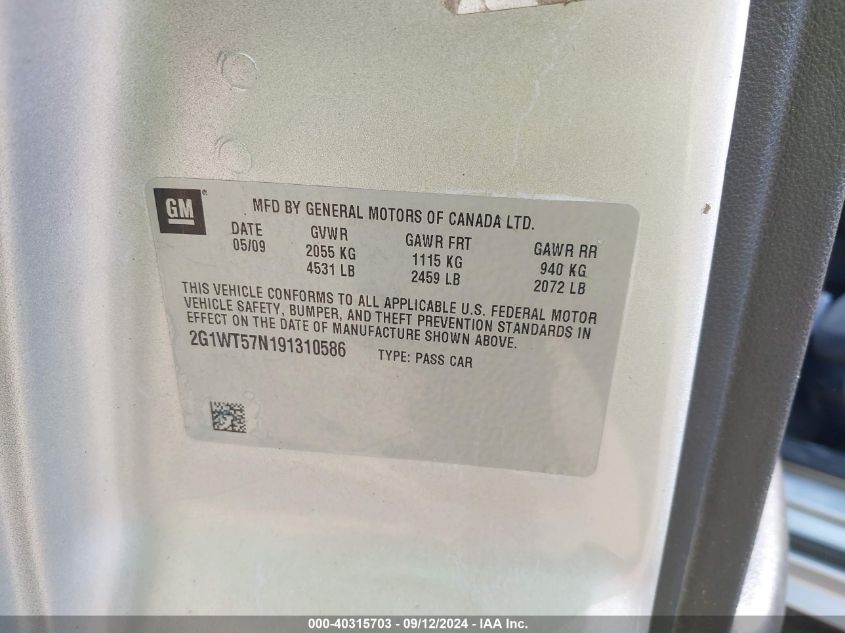 GM®
MFD BY GENERAL MOTORS OF CANADA LTD.
DATE GVWR GAWR FRT GAWR RR
05/09 2055 KG 1115 KG 940 KG
4531 LB 2459 LB 2072 LB
THIS VEHICLE CONFORMS TO ALL APPLICABLE U.S. FEDERAL MOTOR
VEHICLE SAFETY, BUMPER, AND THEFT PREVENTION STANDARDS IN
EFFECT ON THE DATE OF MANUFACTURE SHOWN ABOVE.
2G1WT57N191310586 TYPE: PASS CAR
000-40315703 - 09/12/2024 - IAA Inc.